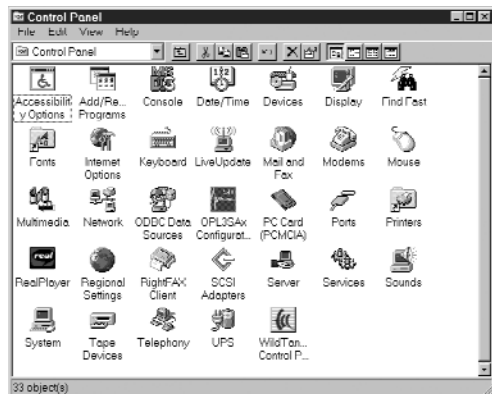 Control Panel
File Edit View Help
Control Panel
Accessibilit Add/Re... Console Date/Time Devices Display Find Fast
y Options Programs
Fonts Internet Keyboard LiveUpdate Mail and Modems Mouse
Options Fax
Multimedia Network ODBC Data OPL3SAx PC Card Ports Printers
Sources Configurat... (PCMCIA)
real
RealPlayer Regional RightFAX SCSI Server Services Sounds
Settings Client Adapters
System Tape Telephony UPS WildTan...
Devices Control P...
33 object(s)